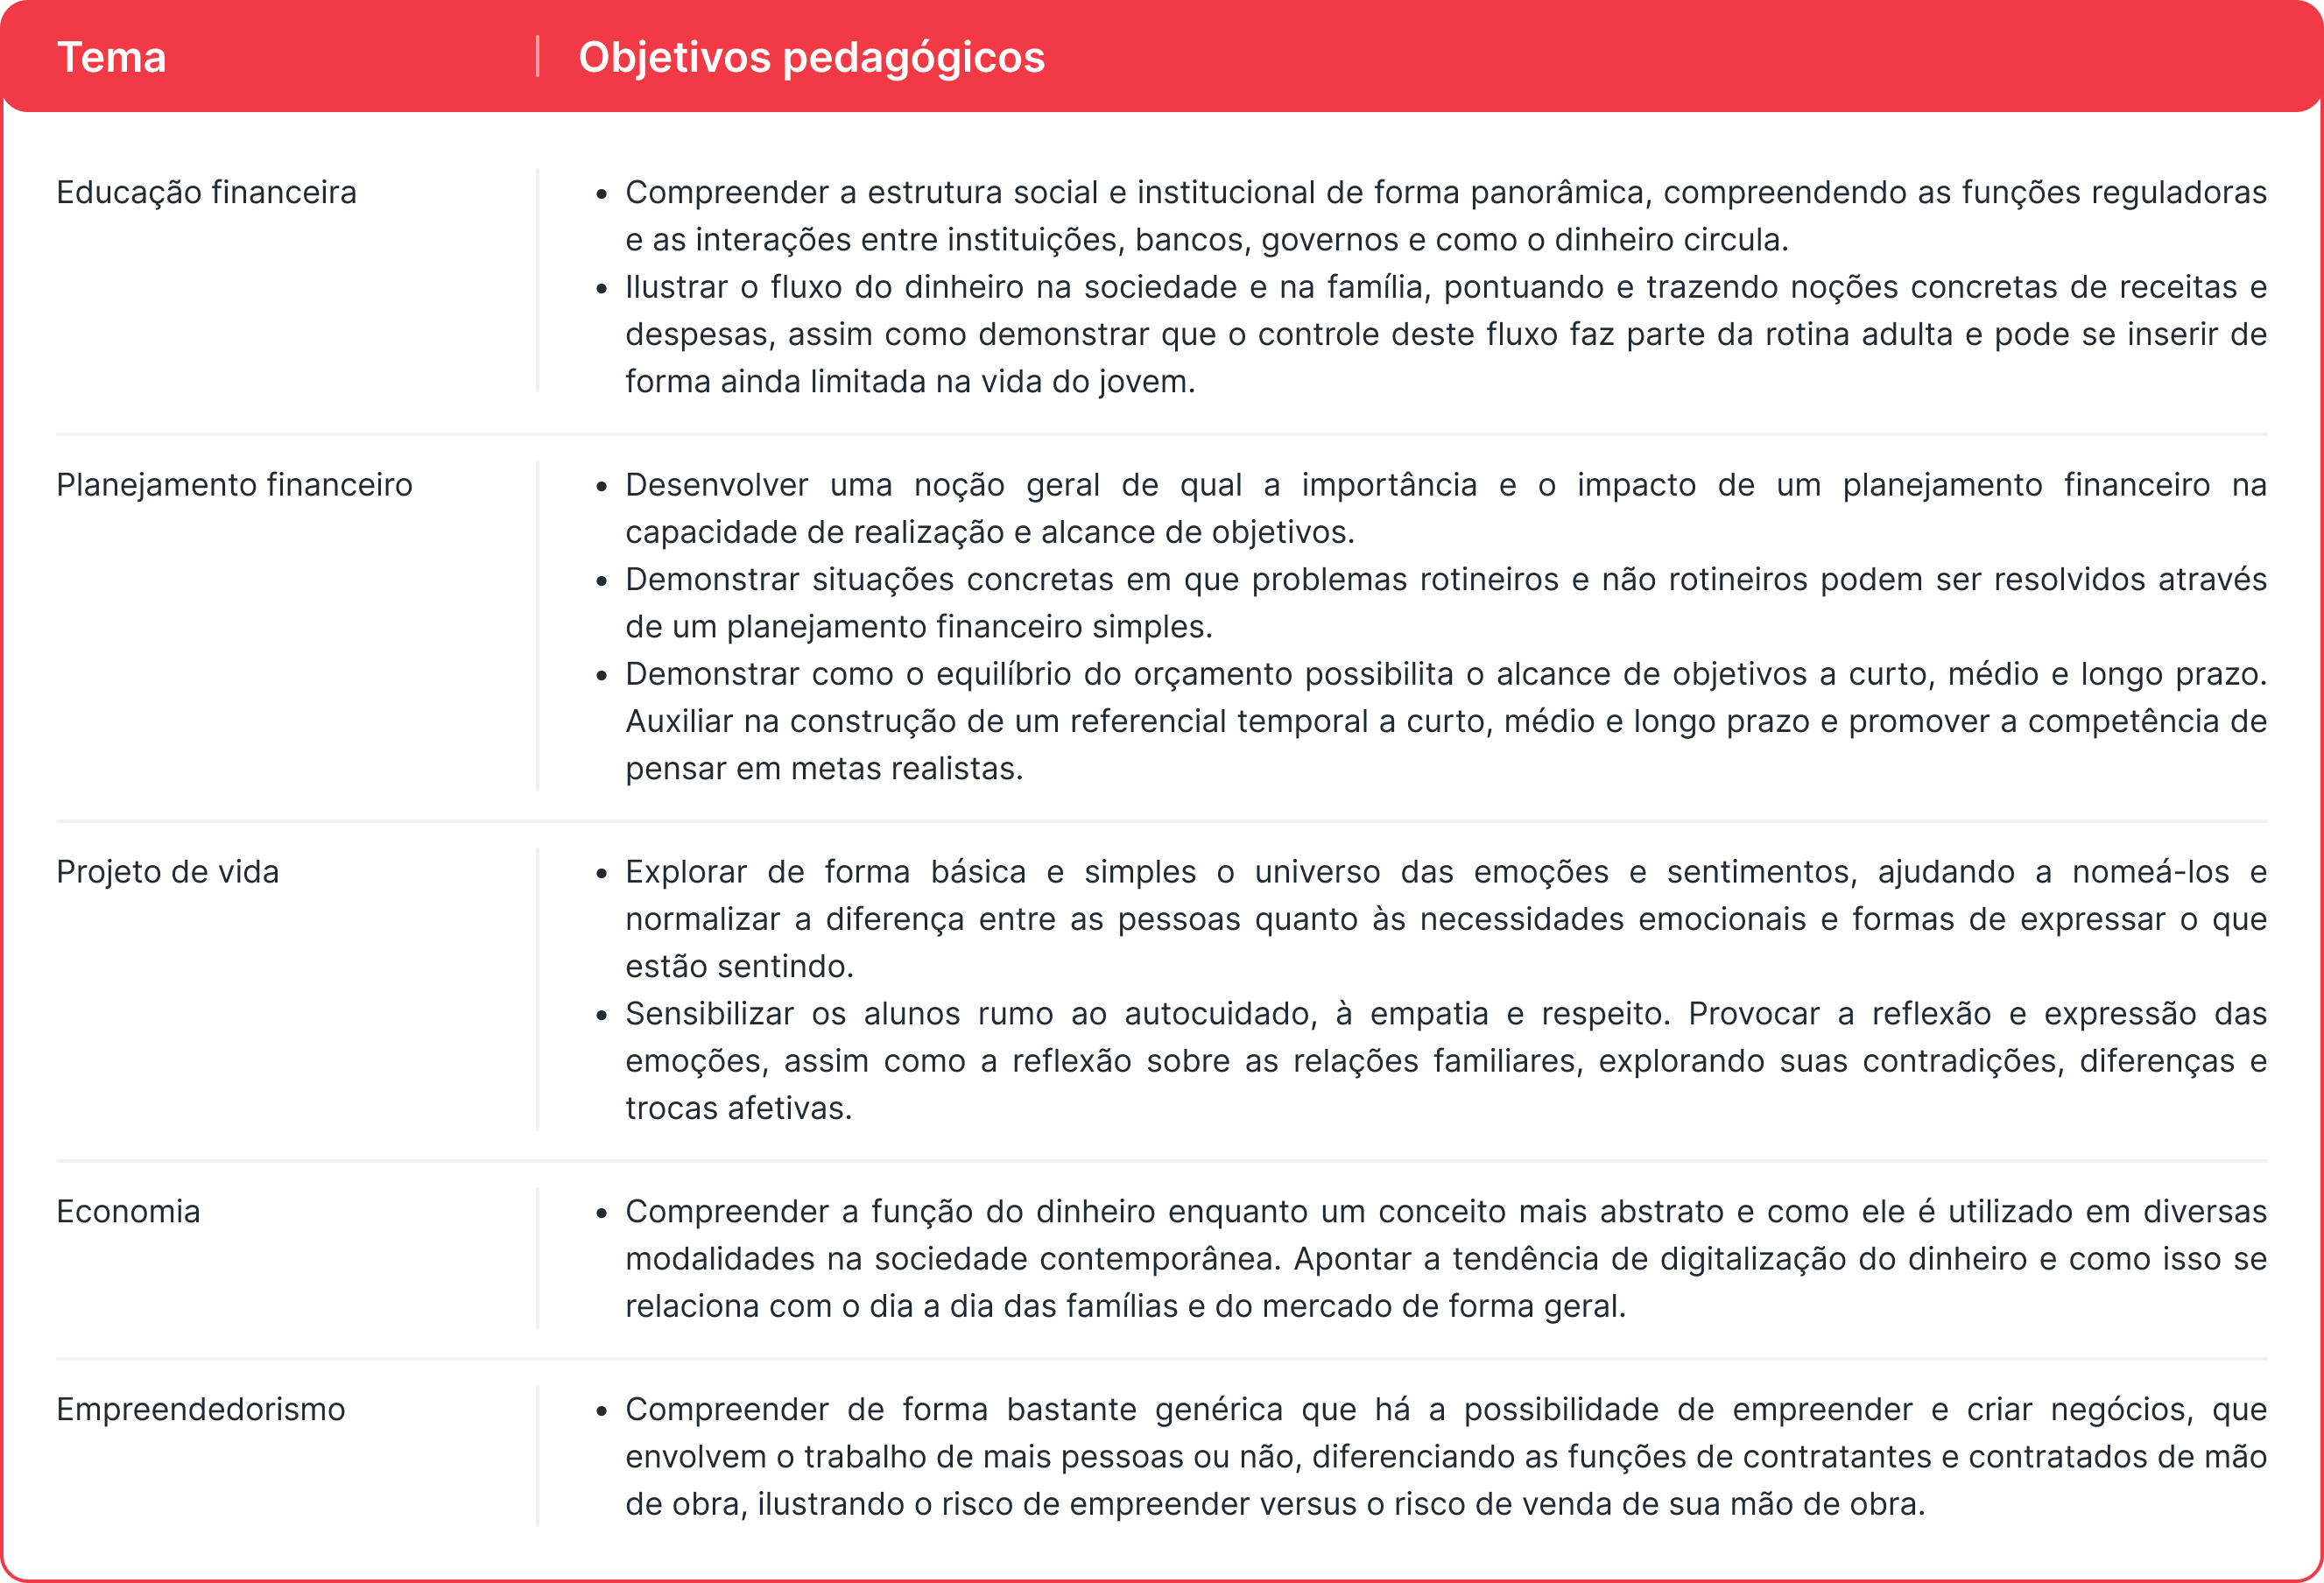 Tema
Objetivos pedagógicos
Educação financeira
• Compreender a estrutura social e institucional de forma panorâmica, compreendendo as funções reguladoras
e as interações entre instituições, bancos, governos e como o dinheiro circula.
• Ilustrar o fluxo do dinheiro na sociedade e na família, pontuando e trazendo noções concretas de receitas e
despesas, assim como demonstrar que o controle deste fluxo faz parte da rotina adulta e pode se inserir de
forma ainda limitada na vida do jovem.
Planejamento financeiro
• Desenvolver uma noção geral de qual a importância e o impacto de um planejamento financeiro na
capacidade de realização e alcance de objetivos.
• Demonstrar situações concretas em que problemas rotineiros e não rotineiros podem ser resolvidos através
de um planejamento financeiro simples.
• Demonstrar como o equilíbrio do orçamento possibilita o alcance de objetivos a curto, médio e longo prazo.
Auxiliar na construção de um referencial temporal a curto, médio e longo prazo e promover a competência de
pensar em metas realistas.
Projeto de vida
• Explorar de forma básica e simples o universo das emoções e sentimentos, ajudando a nomeá-los e
normalizar a diferença entre as pessoas quanto às necessidades emocionais e formas de expressar o que
estão sentindo.
• Sensibilizar os alunos rumo ao autocuidado, à empatia e respeito. Provocar a reflexão e expressão das
emoções, assim como a reflexão sobre as relações familiares, explorando suas contradições, diferenças e
trocas afetivas.
Economia
• Compreender a função do dinheiro enquanto um conceito mais abstrato e como ele é utilizado em diversas
modalidades na sociedade contemporânea. Apontar a tendência de digitalização do dinheiro e como isso se
relaciona com o dia a dia das famílias e do mercado de forma geral.
Empreendedorismo
• Compreender de forma bastante genérica que há a possibilidade de empreender e criar negócios, que
envolvem o trabalho de mais pessoas ou não, diferenciando as funções de contratantes e contratados de mão
de obra, ilustrando o risco de empreender versus o risco de venda de sua mão de obra.